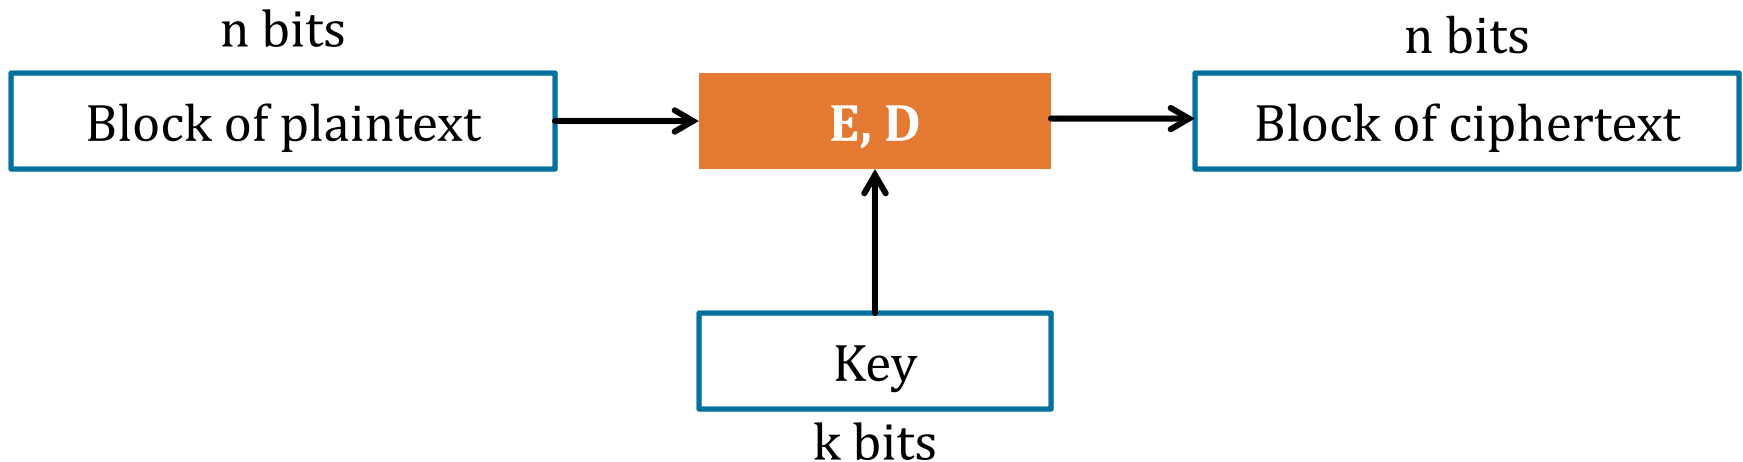 n bits
n bits
Block of plaintext
E, D
Block of ciphertext
Key
k bits